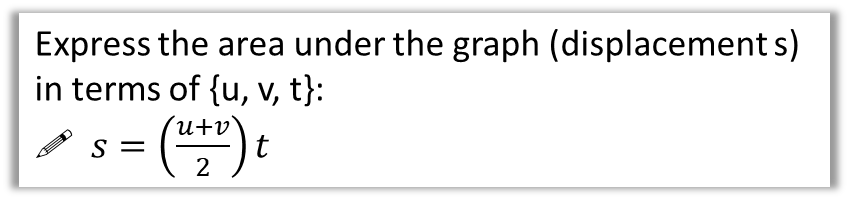 Express the area under the graph (displacement s)
in terms of {u, v, t}:
s = (u+v/2) t